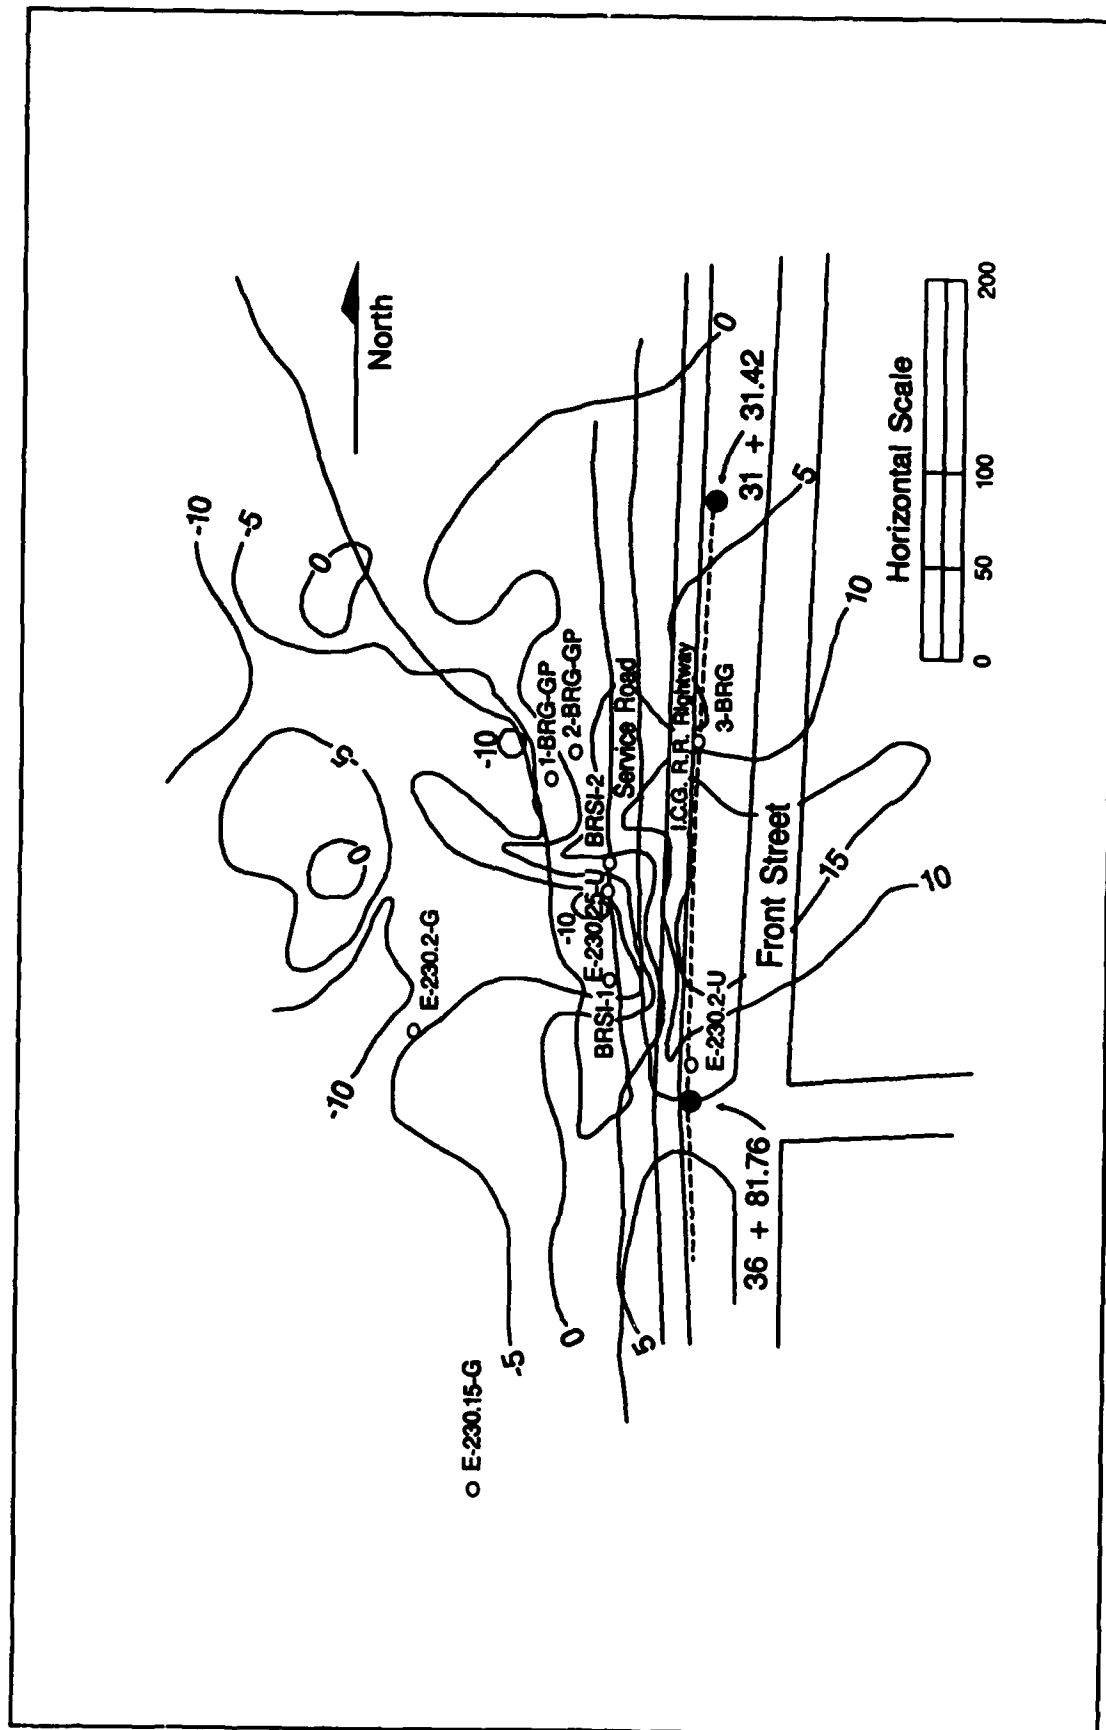 -10
-5
0
North
-5
0
-10
1-BRG-GP
2-BRG-GP
0
E-230.2-G
-10
-10
E-230.25-U
BRSI-2
BRSI-1
Service Road
I.C.G. R.R. Rightway
3-BRG
31 + 31.42
5
10
Front Street
15
10
E-230.2-U
36 + 81.76
E-230.15-G
-5
0
5
Horizontal Scale
0
50
100
200